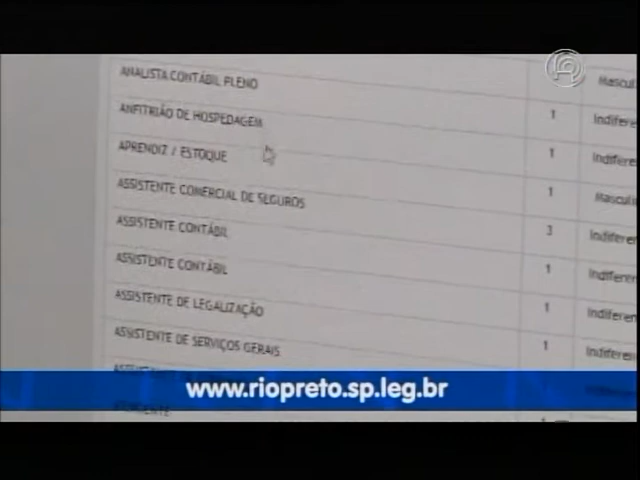 Masculi
ANALISTA CONTÁBIL PLENO 1 Indiferen
ANFITRIÃO DE HOSPEDAGEM 1 Indiferen
APRENDIZ / ESTOQUE 1 Masculi
ASSISTENTE COMERCIAL DE SEGUROS 3 Indiferen
ASSISTENTE CONTÁBIL 1 Indiferen
ASSISTENTE CONTÁBIL 1 Indiferen
ASSISTENTE DE LEGALIZAÇÃO 1 Indiferen
ASSISTENTE DE SERVIÇOS GERAIS
www.riopreto.sp.leg.br